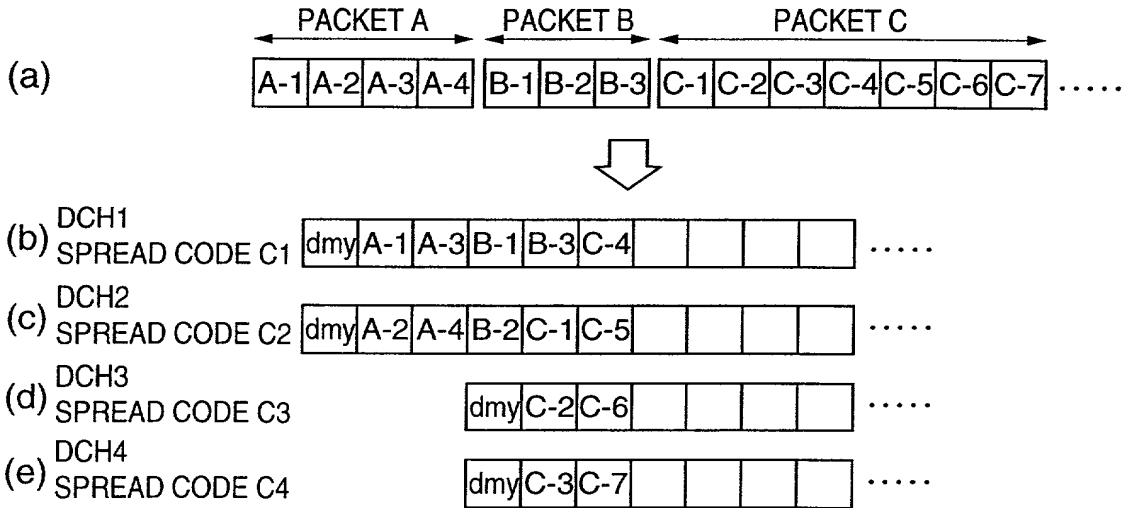 PACKET A PACKET B PACKET C
(a) A-1 A-2 A-3 A-4 B-1 B-2 B-3 C-1 C-2 C-3 C-4 C-5 C-6 C-7 .....
(b) DCH1
SPREAD CODE C1 dmy A-1 A-3 B-1 B-3 C-4 .....
(c) DCH2
SPREAD CODE C2 dmy A-2 A-4 B-2 C-1 C-5 .....
(d) DCH3
SPREAD CODE C3 dmy C-2 C-6 .....
(e) DCH4
SPREAD CODE C4 dmy C-3 C-7 .....